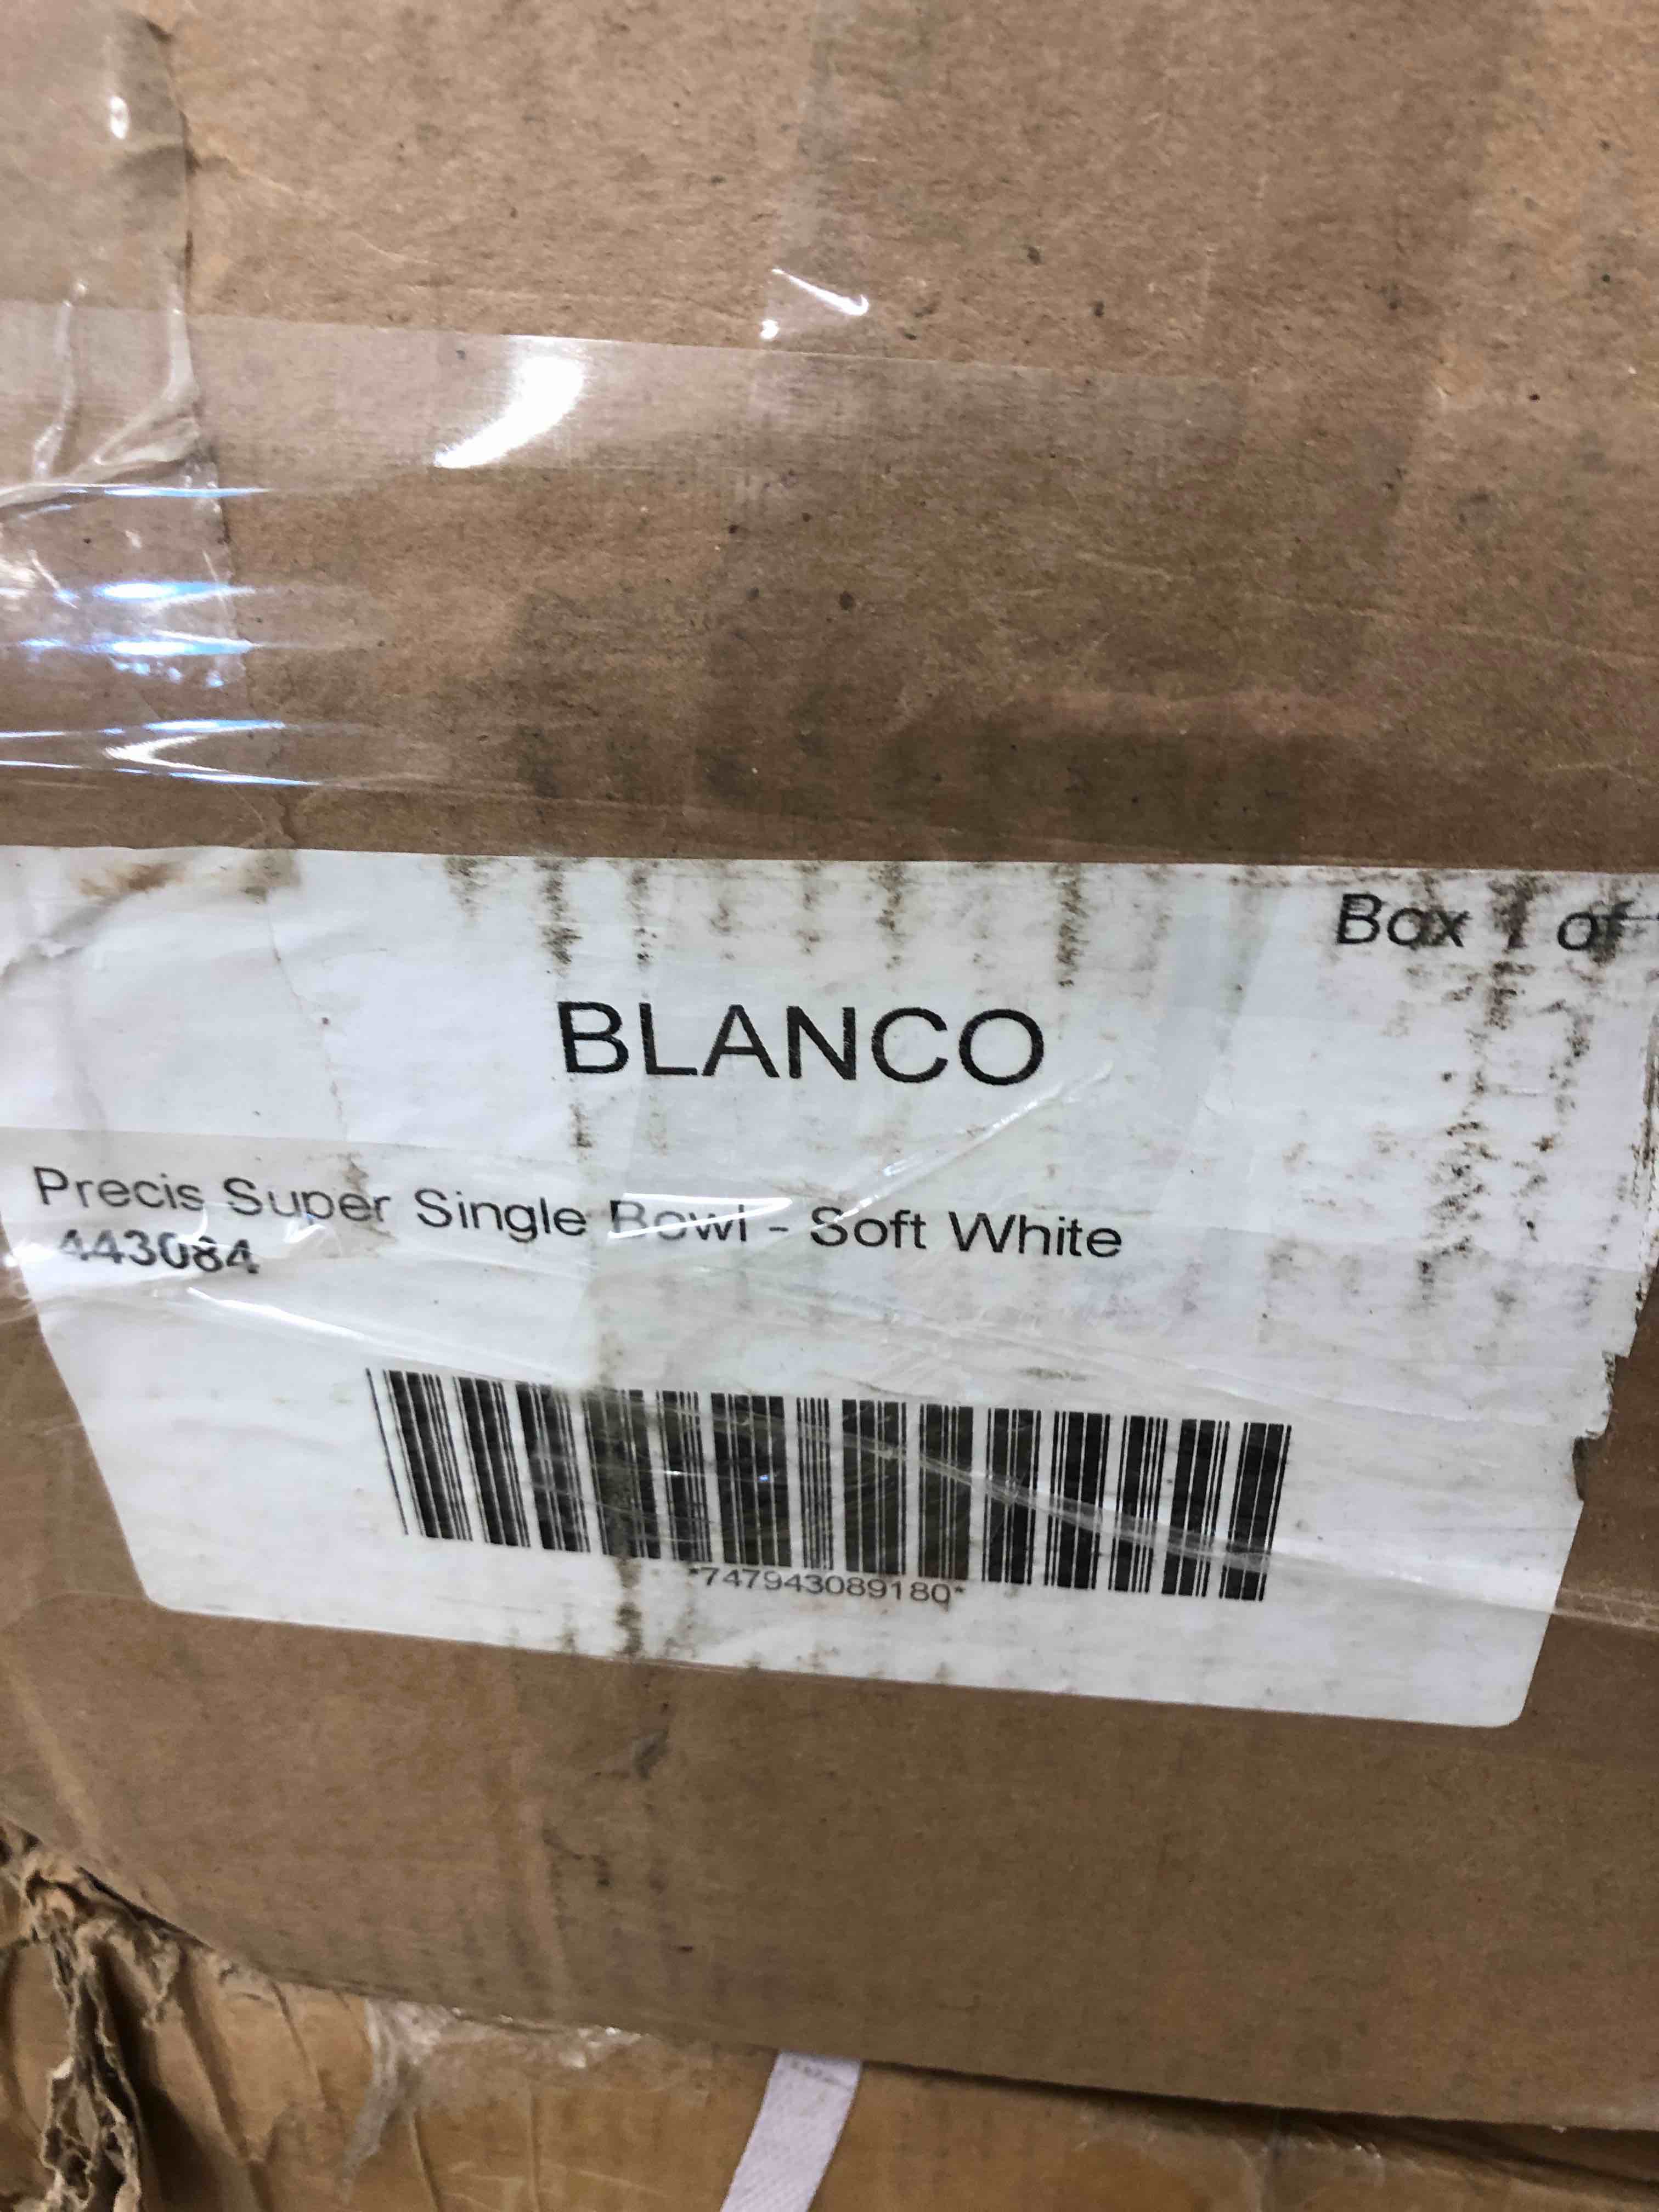 Box 1 of
BLANCO
Precis Super Single Bowl - Soft White
443084
*747943089180*